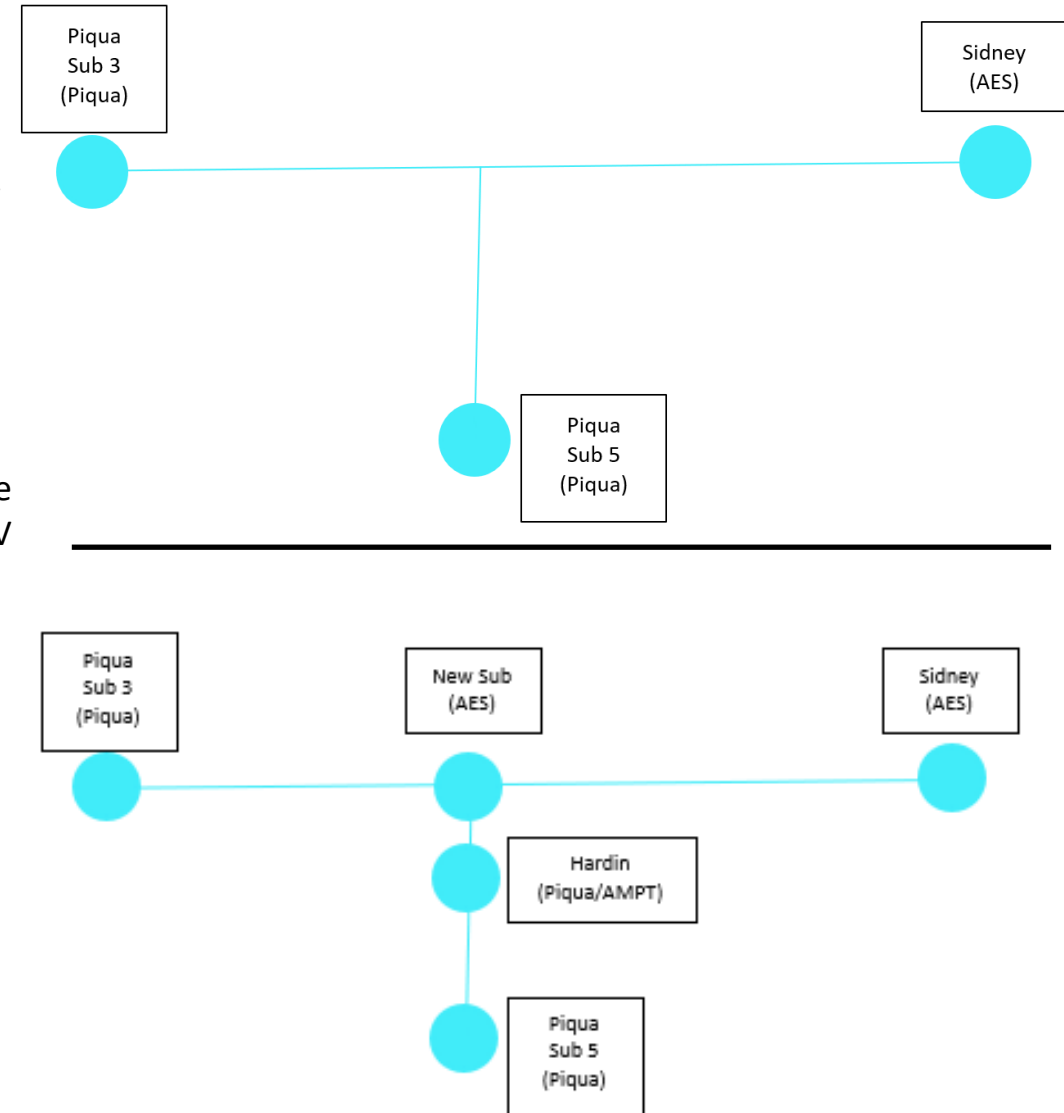 Piqua
Sub 3
(Piqua)
Sidney
(AES)
Piqua
Sub 5
(Piqua)
e
V
Piqua
Sub 3
(Piqua)
New Sub
(AES)
Sidney
(AES)
Hardin
(Piqua/AMPT)
Piqua
Sub 5
(Piqua)